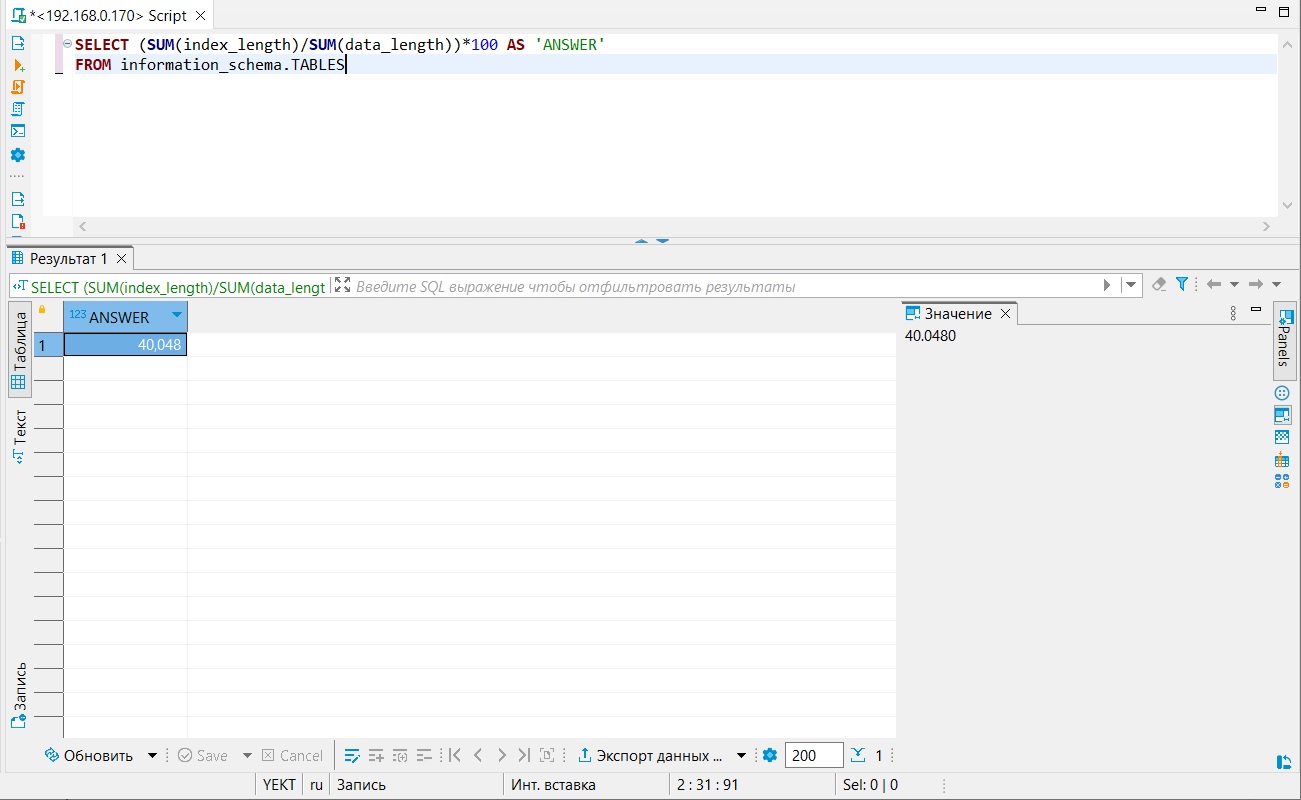 *<192.168.0.170> Script
SELECT (SUM(index_length)/SUM(data_length))*100 AS 'ANSWER'
FROM information_schema.TABLES
Результат 1
SELECT (SUM(index_length)/SUM(data_lengt
Введите SQL выражение чтобы отфильтровать результаты
Таблица
Текст
Запись
123 ANSWER
1
40,048
Значение
40.0480
Panels
Обновить
Save
Cancel
Экспорт данных ...
200
1
YEKT
ru
Запись
Инт. вставка
2 : 31 : 91
Sel: 0 | 0